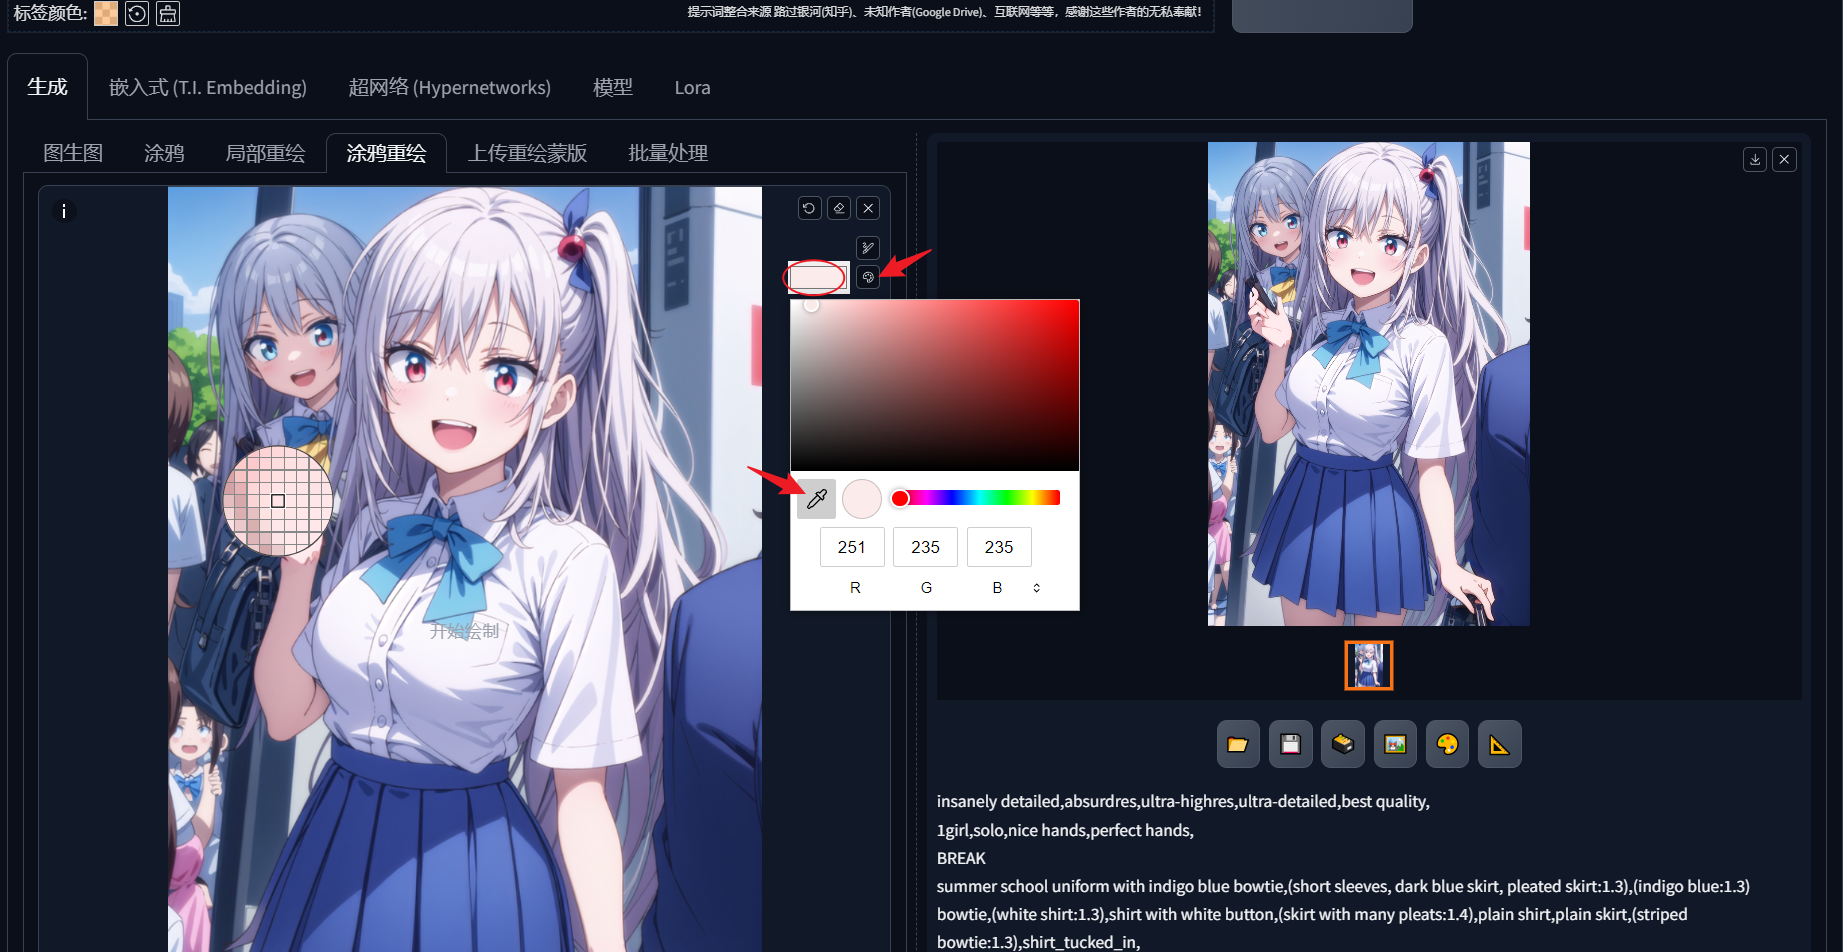 标签颜色:
提示词整合来源 路过银河(知乎)、未知作者(Google Drive)、互联网等等，感谢这些作者的无私奉献！
生成
嵌入式 (T.I. Embedding)
超网络 (Hypernetworks)
模型
Lora
图生图
涂鸦
局部重绘
涂鸦重绘
上传重绘蒙版
批量处理
开始绘制
251
235
235
R
G
B
insanely detailed,absurdres,ultra-highres,ultra-detailed,best quality,
1girl,solo,nice hands,perfect hands,
BREAK
summer school uniform with indigo blue bowtie,(short sleeves, dark blue skirt, pleated skirt:1.3),(indigo blue:1.3)
bowtie,(white shirt:1.3),shirt with white button,(skirt with many pleats:1.4),plain shirt,plain skirt,(striped
bowtie:1.3),shirt_tucked_in,